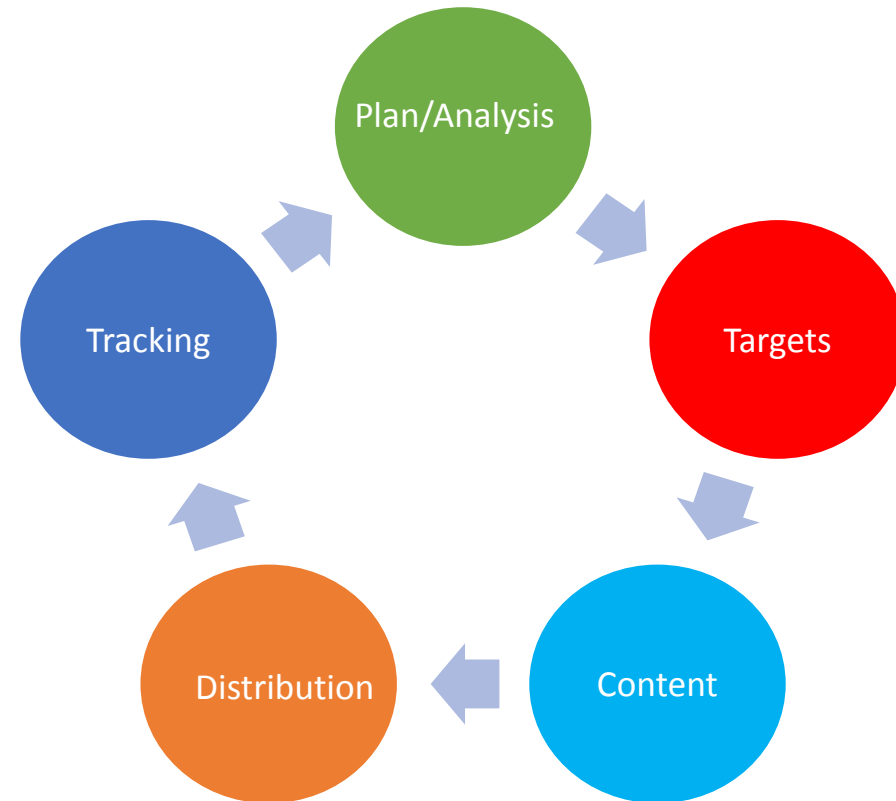 Plan/Analysis
Targets
Content
Distribution
Tracking